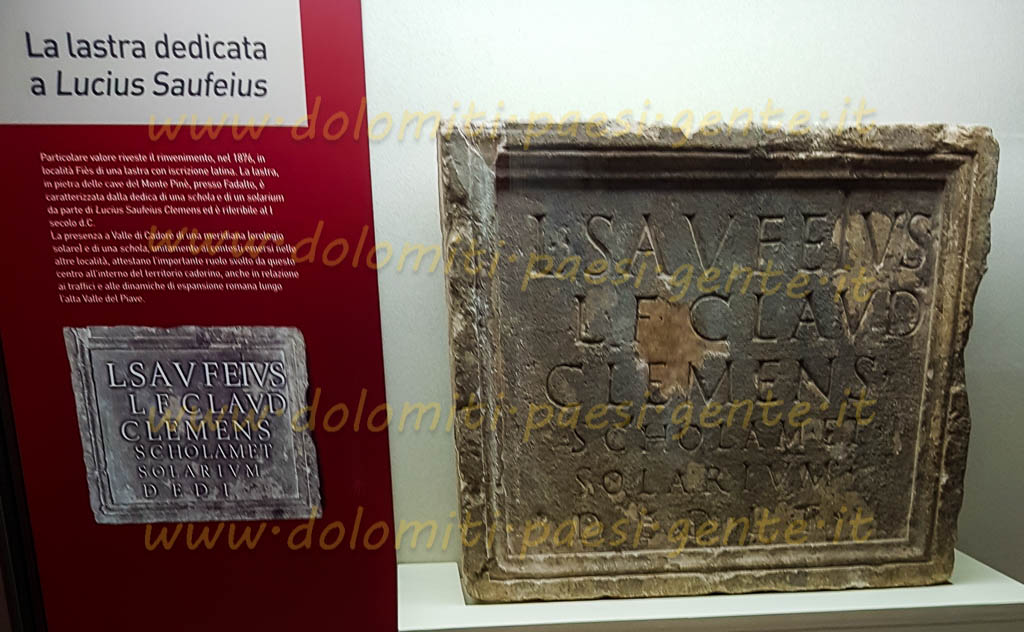 La lastra dedicata
a Lucius Saufeius
Particolare valore riveste il rinvenimento, nel 1876, in
località Fiès di una lastra con iscrizione latina. La lastra,
in pietra delle cave del Monte Pinè, presso Fadalto, è
caratterizzata dalla dedica di una schola e di un solarium
da parte di Lucius Saufeius Clemens ed è riferibile al I
secolo d.C.
La presenza a Valle di Cadore di una meridiana (orologio
solare) e di una schola, unitamente a contesti emersi nelle
altre località, attestano l'importante ruolo svolto da questo
centro all'interno del territorio cadorino, anche in relazione
ai traffici e alle dinamiche di espansione romana lungo
l'alta Valle del Piave.
L SAVFEIVS
L F CLAVD
CLEMENS
SCHOLAMET
SOLARIVM
DEDIT
L·SAVFEIVS
L·F·CLAVD
CLEMENS
SCHOLAMET
SOLARIVM
DEDIT
www.dolomiti-paesi-gente.it
www.dolomiti-paesi-gente.it
www.dolomiti-paesi-gente.it
www.dolomiti-paesi-gente.it